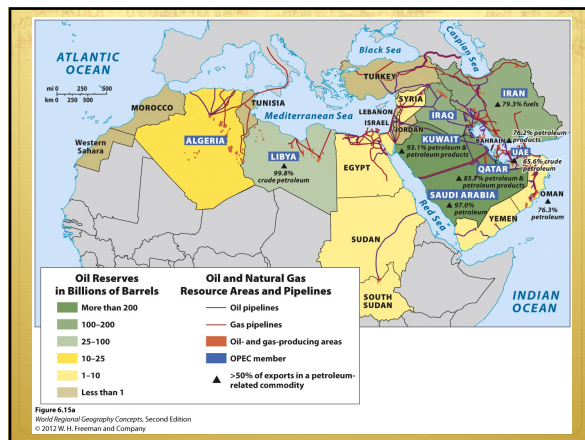 ATLANTIC
OCEAN
mi 0 250 500
km 0 250 500
Black Sea
Caspian Sea
TURKEY
SYRIA
LEBANON
ISRAEL
JORDAN
IRAQ
IRAN
▲ 79.3% fuels
MOROCCO
Western
Sahara
ALGERIA
TUNISIA
Mediterranean Sea
LIBYA
▲
99.8%
crude petroleum
EGYPT
KUWAIT
▲ 93.1% petroleum &
petroleum products
BAHRAIN
76.2% petroleum
products
UAE
65.6% crude
petroleum
QATAR
85.7% petroleum &
petroleum products
SAUDI ARABIA
▲ 97.0%
petroleum
OMAN
▲
76.3%
petroleum
Red Sea
YEMEN
SUDAN
SOUTH
SUDAN
INDIAN
OCEAN
Oil Reserves
in Billions of Barrels
More than 200
100–200
25–100
10–25
1–10
Less than 1
Oil and Natural Gas
Resource Areas and Pipelines
Oil pipelines
Gas pipelines
Oil- and gas-producing areas
OPEC member
▲ >50% of exports in a petroleum-
related commodity
Figure 6.15a
World Regional Geography Concepts, Second Edition
© 2012 W. H. Freeman and Company